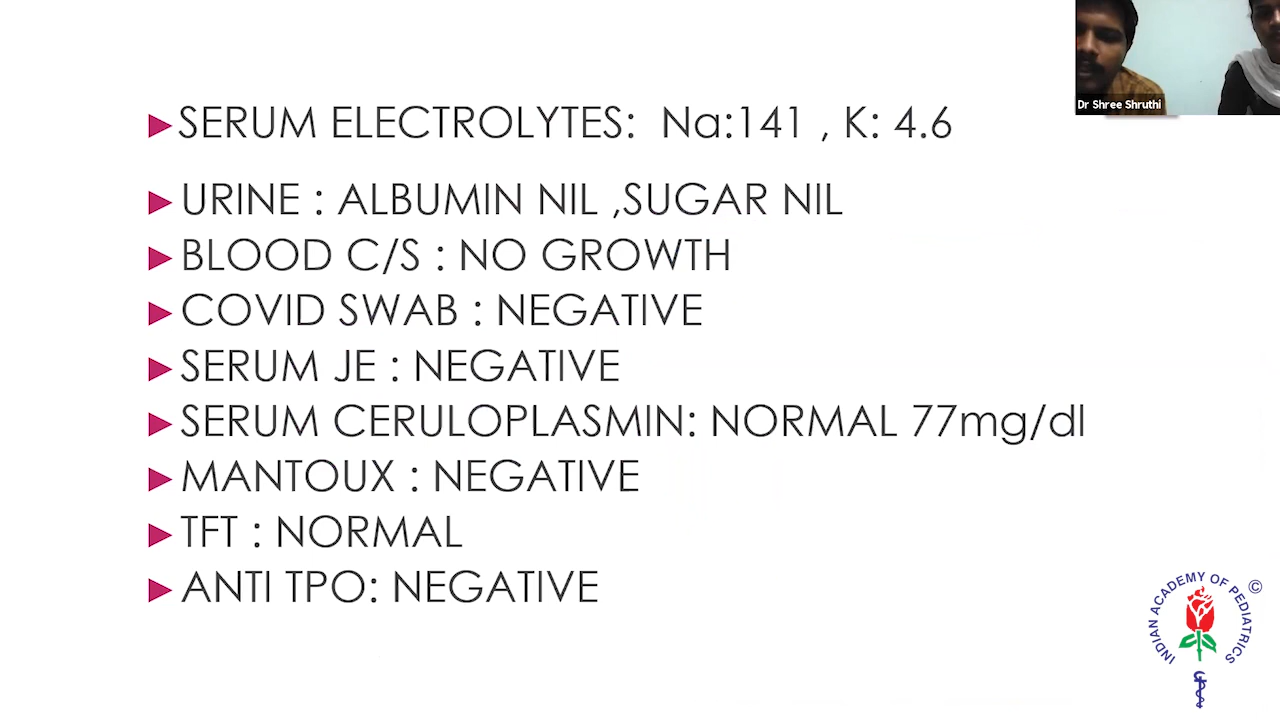 SERUM ELECTROLYTES: Na:141 , K: 4.6
URINE : ALBUMIN NIL ,SUGAR NIL
BLOOD C/S : NO GROWTH
COVID SWAB : NEGATIVE
SERUM JE : NEGATIVE
SERUM CERULOPLASMIN: NORMAL 77mg/dl
MANTOUX : NEGATIVE
TFT : NORMAL
ANTI TPO: NEGATIVE
Dr Shree Shruthi
INDIAN ACADEMY OF PEDIATRICS ©